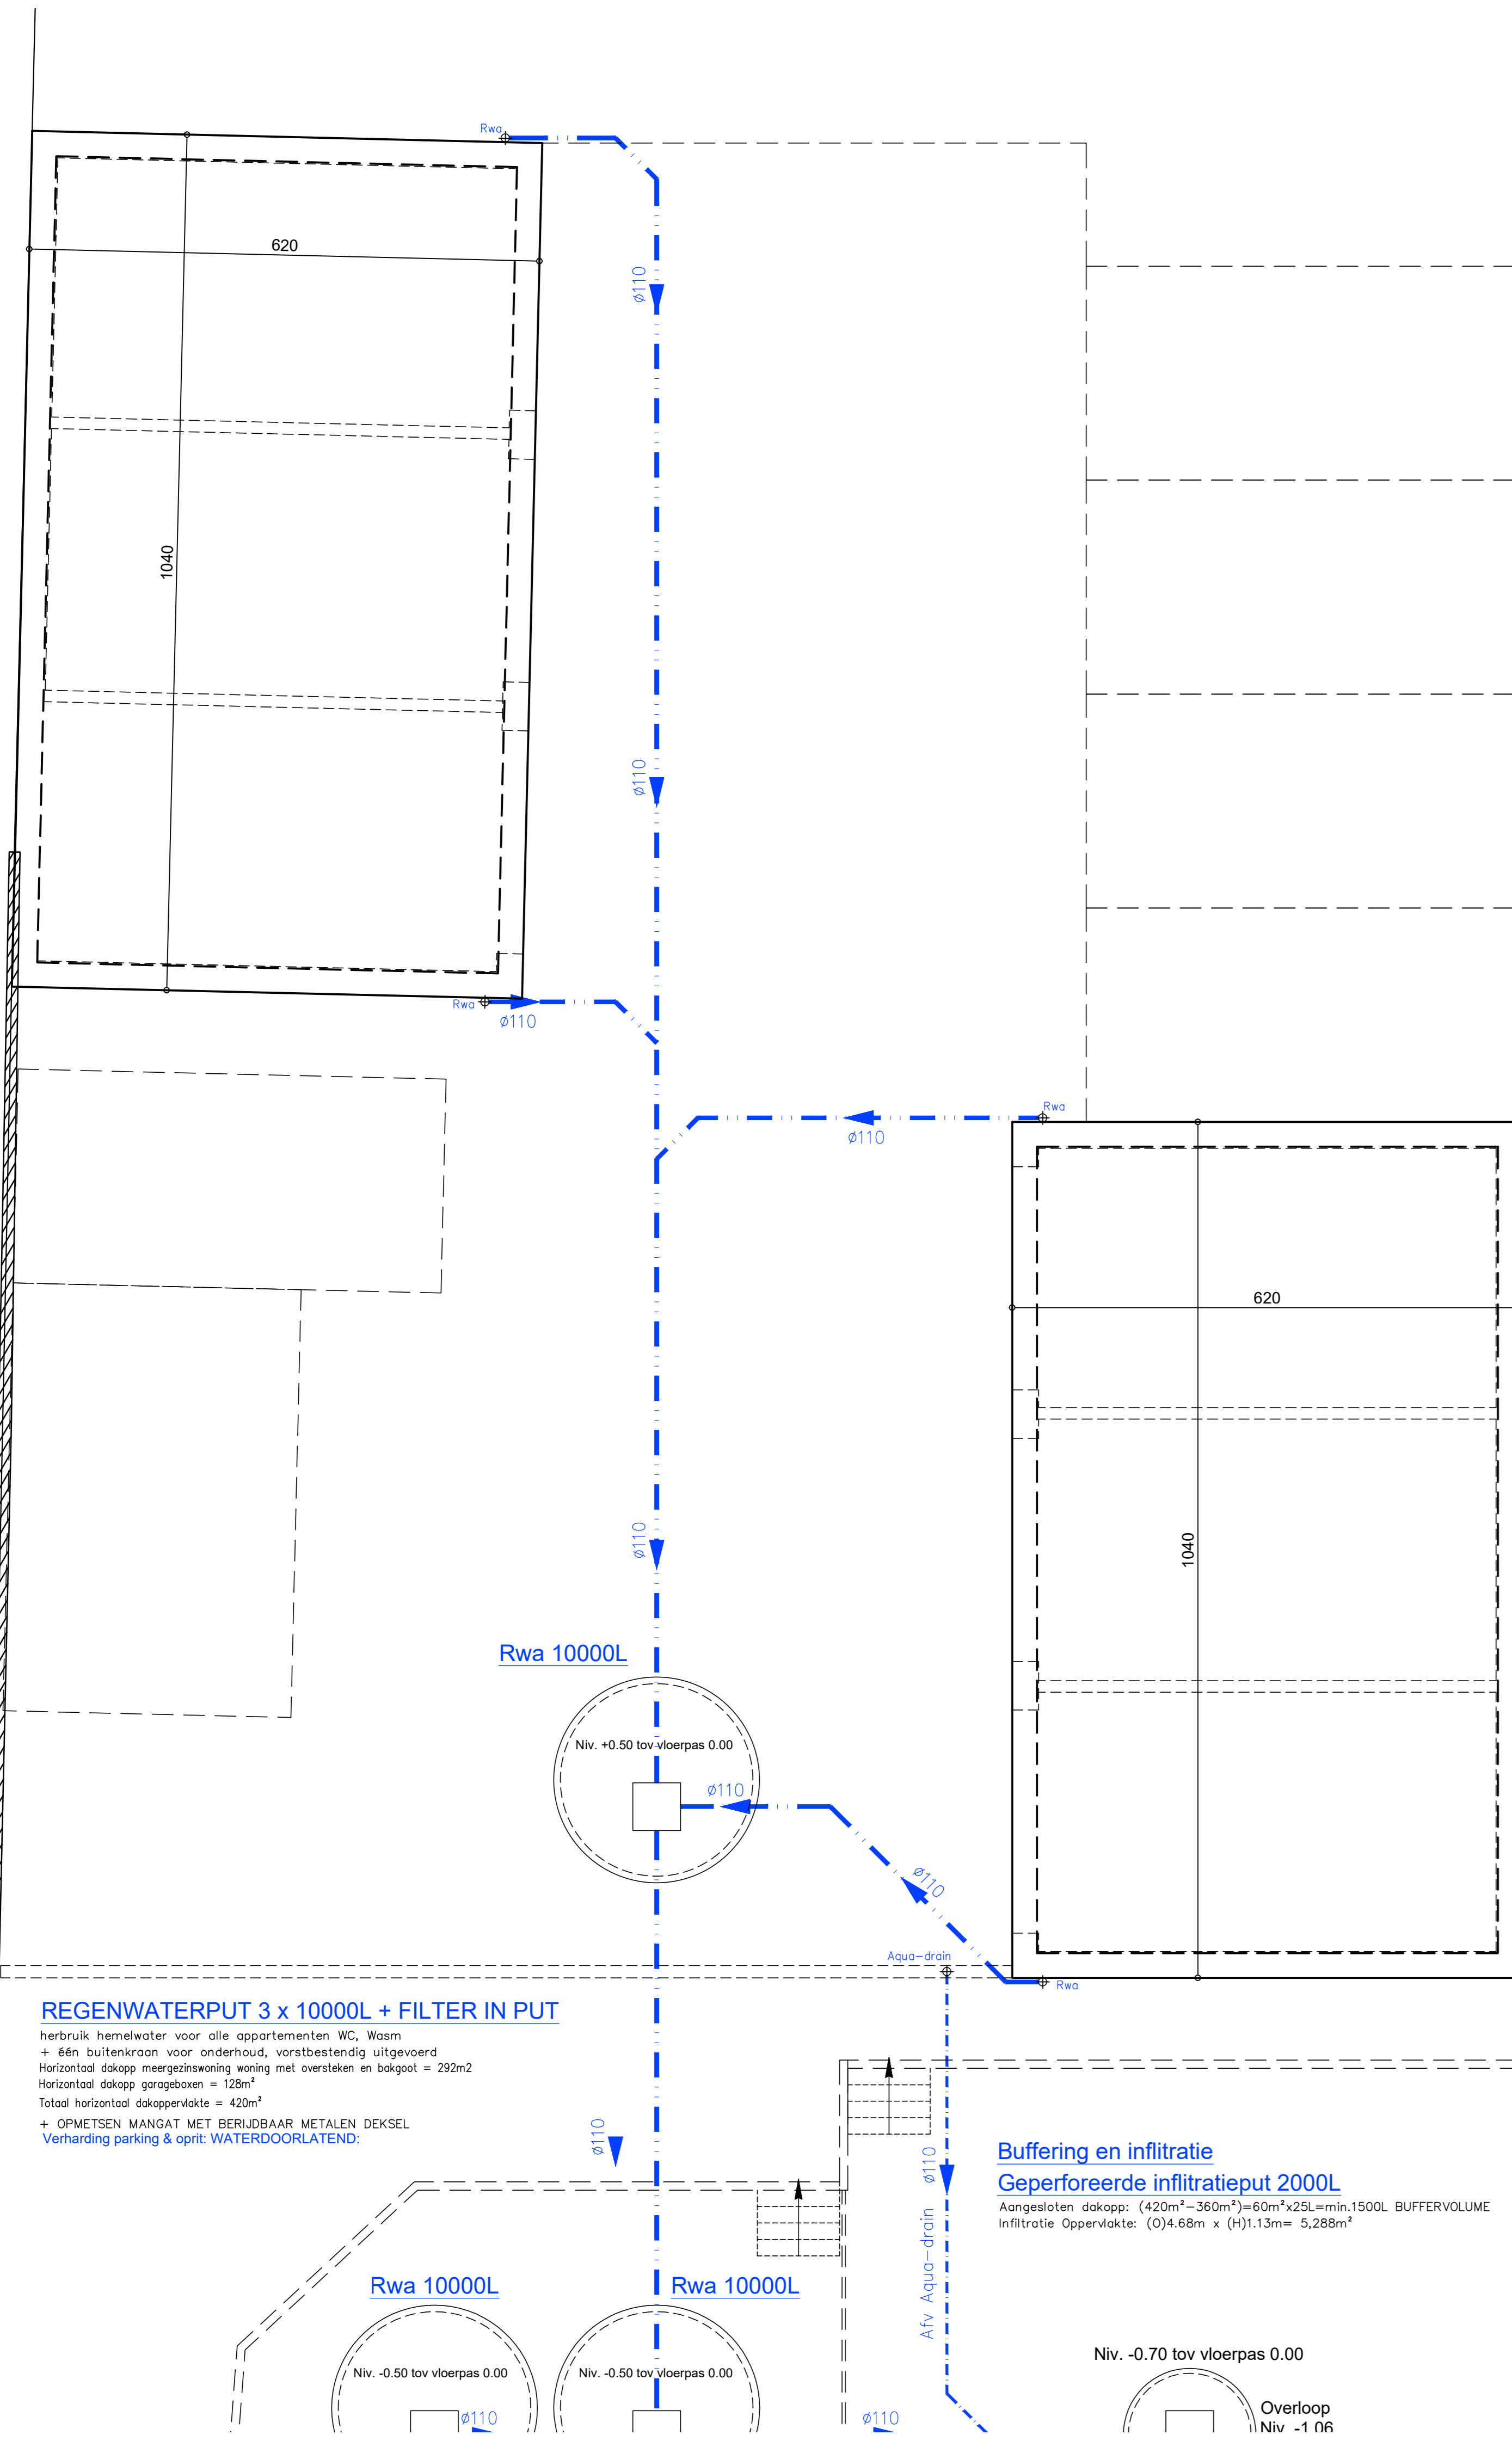 Rwa
620
Ø110
1040
Ø110
Rwa
Ø110
Rwa
Ø110
620
1040
Ø110
Rwa 10000L
Niv. +0.50 tov vloerpas 0.00
Ø110
Ø110
Aqua-drain
Rwa
REGENWATERPUT 3 x 10000L + FILTER IN PUT
herbruik hemelwater voor alle appartementen WC, Wasm
+ één buitenkraan voor onderhoud, vorstbestendig uitgevoerd
Horizontaal dakopp meergezinswoning woning met oversteken en bakgoot = 292m2
Horizontaal dakopp garageboxen = 128m²
Totaal horizontaal dakoppervlakte = 420m²
+ OPMETSEN MANGAT MET BERIJDBAAR METALEN DEKSEL
Verharding parking & oprit: WATERDOORLATEND:
Ø110
Afv Aqua-drain Ø110
Buffering en inflitratie
Geperforeerde inflitratieput 2000L
Aangesloten dakopp: (420m²-360m²)=60m²x25L=min.1500L BUFFERVOLUME
Infiltratie Oppervlakte: (O)4.68m x (H)1.13m= 5,288m²
Rwa 10000L
Rwa 10000L
Niv. -0.50 tov vloerpas 0.00
Niv. -0.50 tov vloerpas 0.00
Niv. -0.70 tov vloerpas 0.00
Ø110
Ø110
Overloop
Niv. -1.06